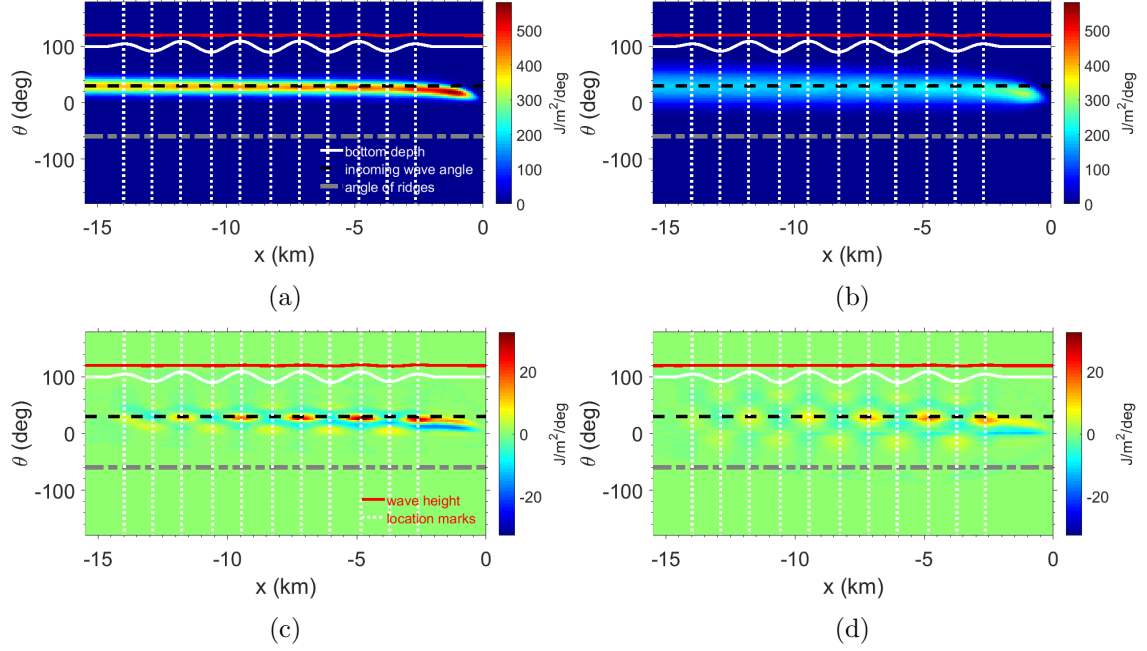 100
0
-100
θ (deg)
-15
-10
-5
0
x (km)
bottom depth
incoming wave angle
angle of ridges
500
400
300
200
100
0
J/m²/deg
(a)
100
0
-100
θ (deg)
-15
-10
-5
0
x (km)
500
400
300
200
100
0
J/m²/deg
(b)
100
0
-100
θ (deg)
-15
-10
-5
0
x (km)
wave height
location marks
20
0
-20
J/m²/deg
(c)
100
0
-100
θ (deg)
-15
-10
-5
0
x (km)
20
0
-20
J/m²/deg
(d)